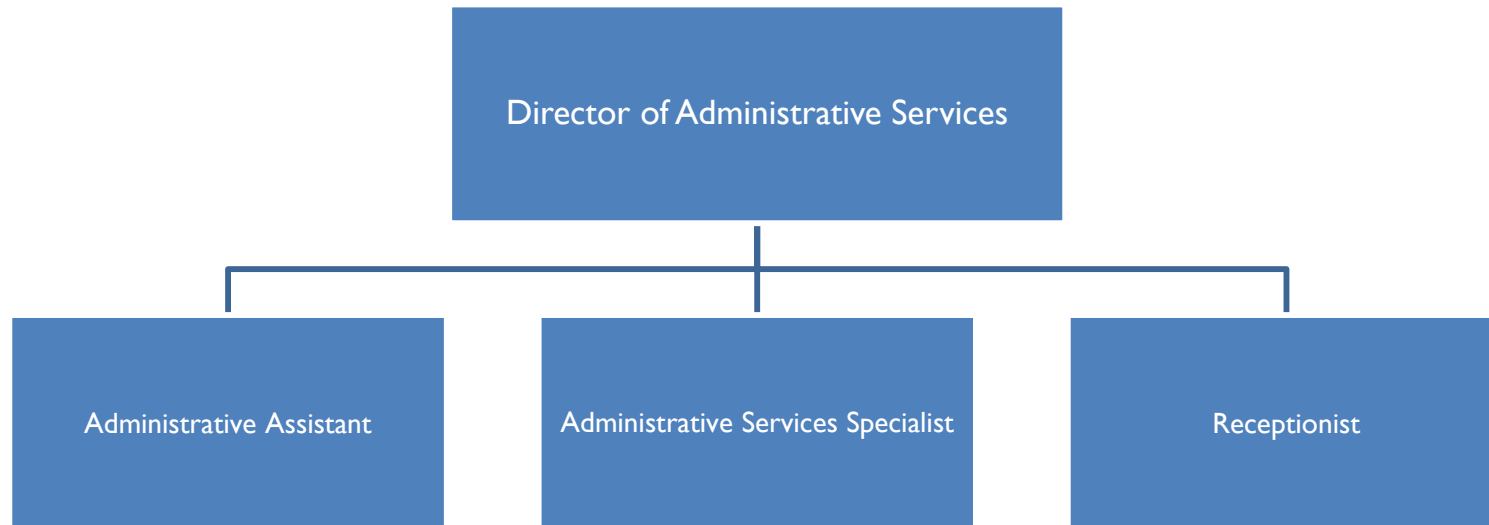 Director of Administrative Services
Administrative Assistant
Administrative Services Specialist
Receptionist